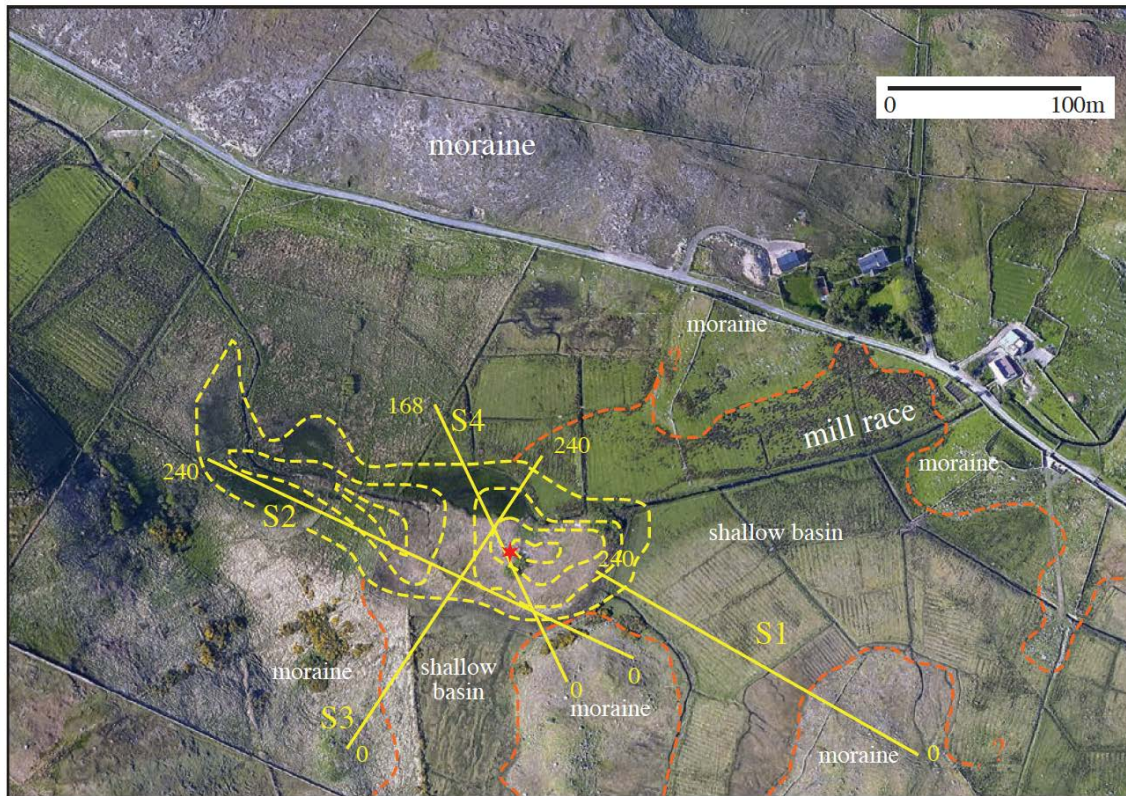 0 100m
moraine
moraine
168
S4
240
mill race
240
moraine
S2
shallow basin
240
S1
moraine
shallow
basin
0
0
moraine
S3
0
moraine
0
?
?